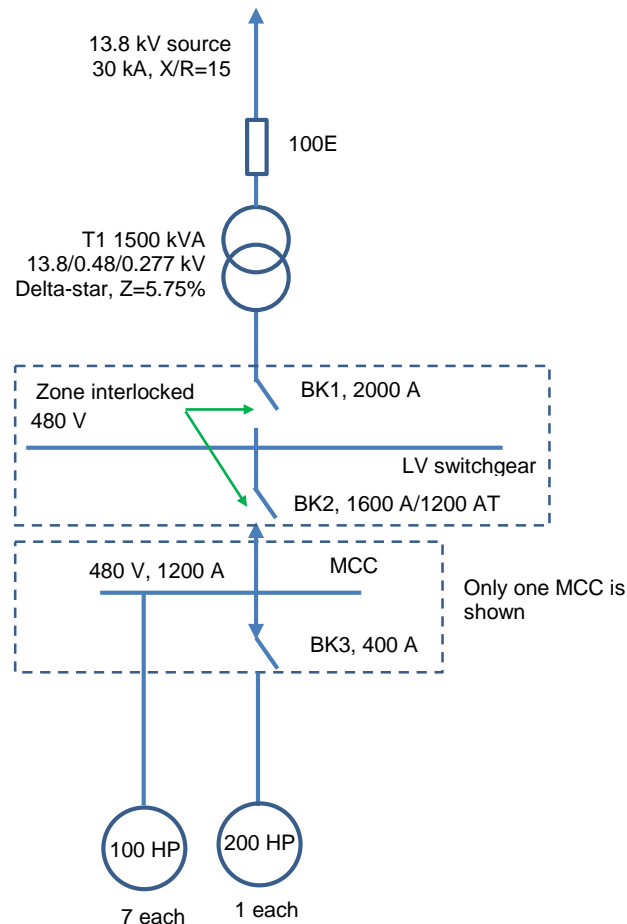 13.8 kV source
30 kA, X/R=15
100E
T1 1500 kVA
13.8/0.48/0.277 kV
Delta-star, Z=5.75%
Zone interlocked
BK1, 2000 A
480 V
LV switchgear
BK2, 1600 A/1200 AT
480 V, 1200 A
MCC
Only one MCC is
shown
BK3, 400 A
100 HP
200 HP
7 each
1 each